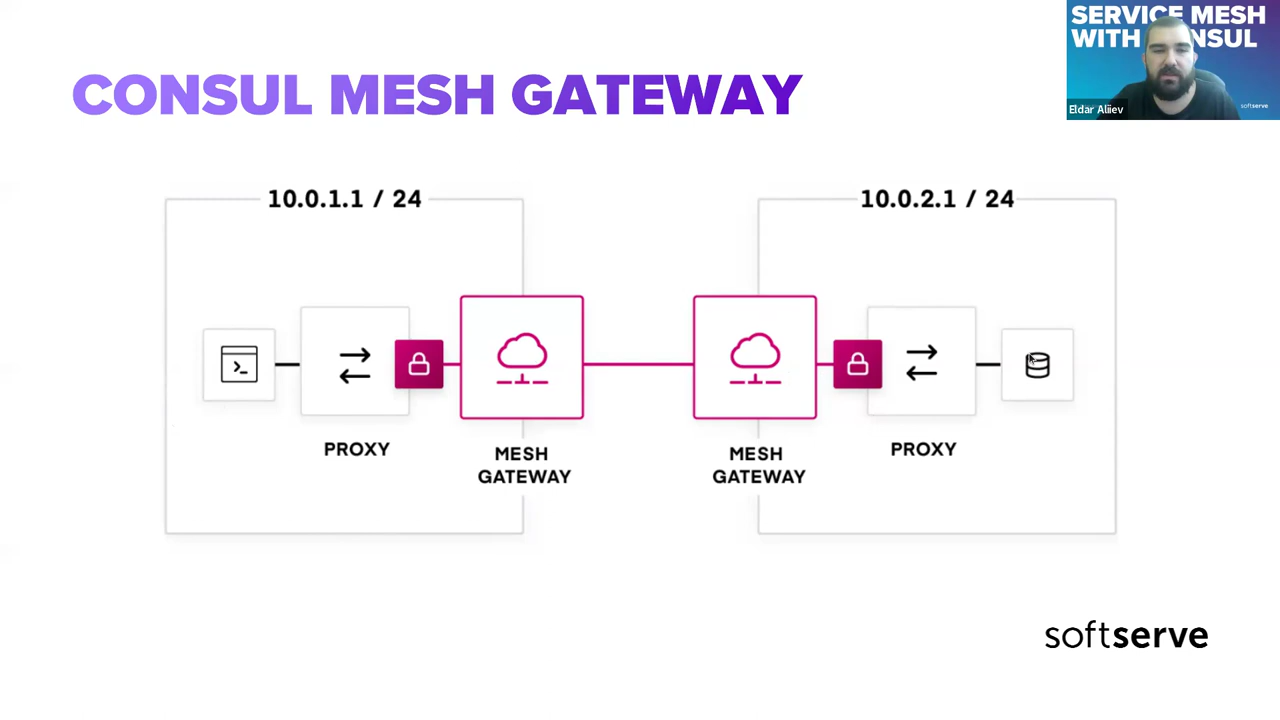 SERVICE MESH
WITH CONSUL
Eldar Aliiev
softserve
CONSUL MESH GATEWAY
10.0.1.1 / 24
10.0.2.1 / 24
PROXY
MESH
GATEWAY
MESH
GATEWAY
PROXY
softserve